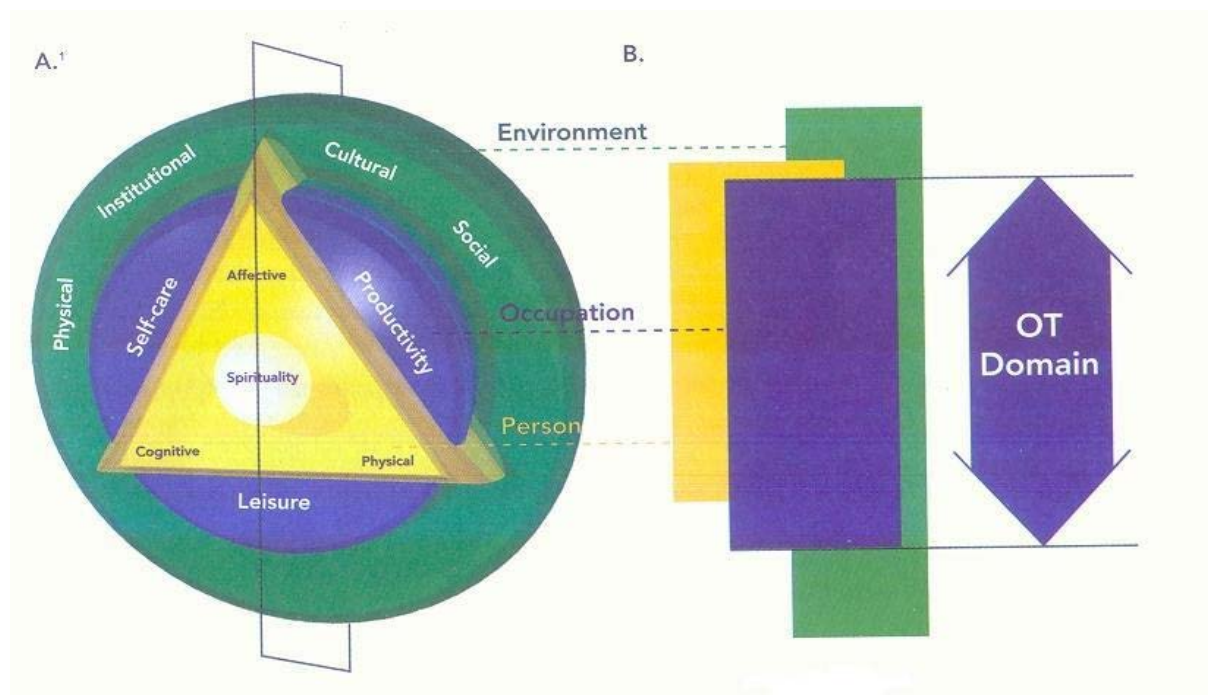 A.¹
B.
Environment
Institutional
Cultural
Social
Physical
Self-care
Affective
Productivity
Occupation
OT
Domain
Spirituality
Person
Cognitive
Physical
Leisure